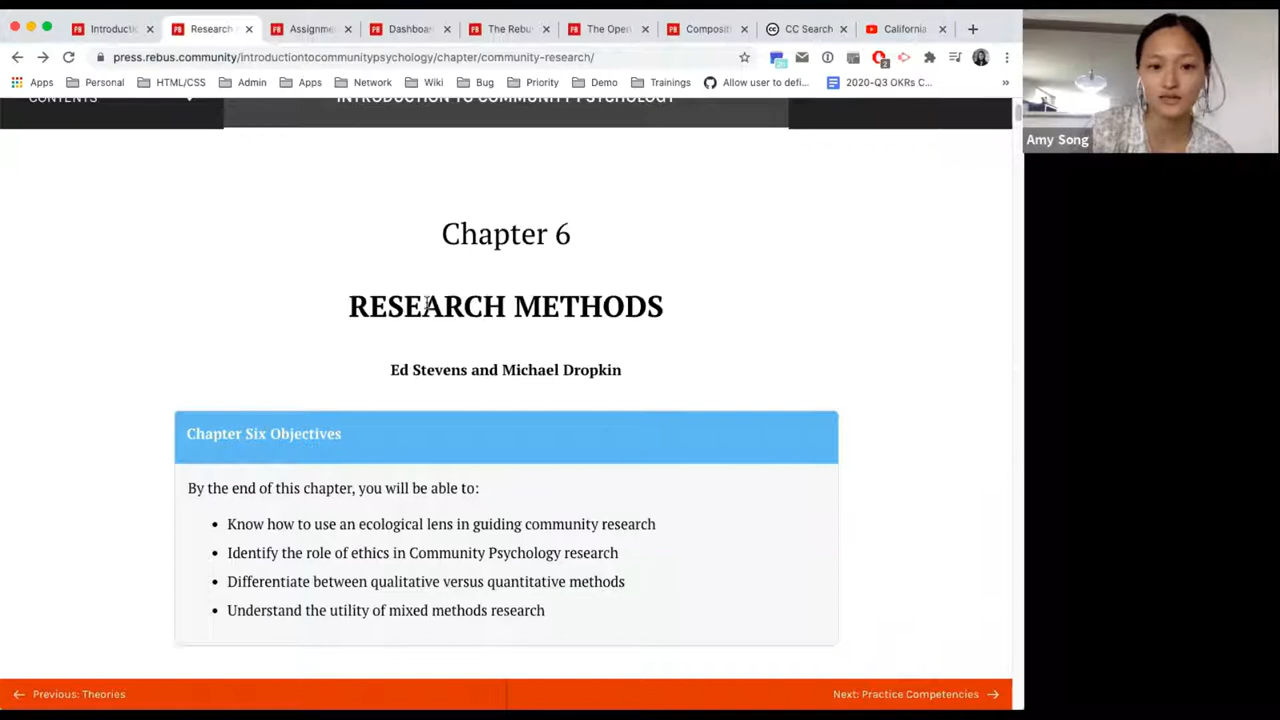 Introducti
Research
Assignme
Dashboa
The Rebu
The Open
Composit
CC Search
California
press.rebus.community/introductiontocommunitypsychology/chapter/community-research/
Apps Personal HTML/CSS Admin Apps Network Wiki Bug Priority Demo Trainings Allow user to defi... 2020-Q3 OKRs C... »
CONTENTS
INTRODUCTION TO COMMUNITY PSYCHOLOGY
Amy Song
Chapter 6
RESEARCH METHODS
Ed Stevens and Michael Dropkin
Chapter Six Objectives
By the end of this chapter, you will be able to:
• Know how to use an ecological lens in guiding community research
• Identify the role of ethics in Community Psychology research
• Differentiate between qualitative versus quantitative methods
• Understand the utility of mixed methods research
← Previous: Theories
Next: Practice Competencies →